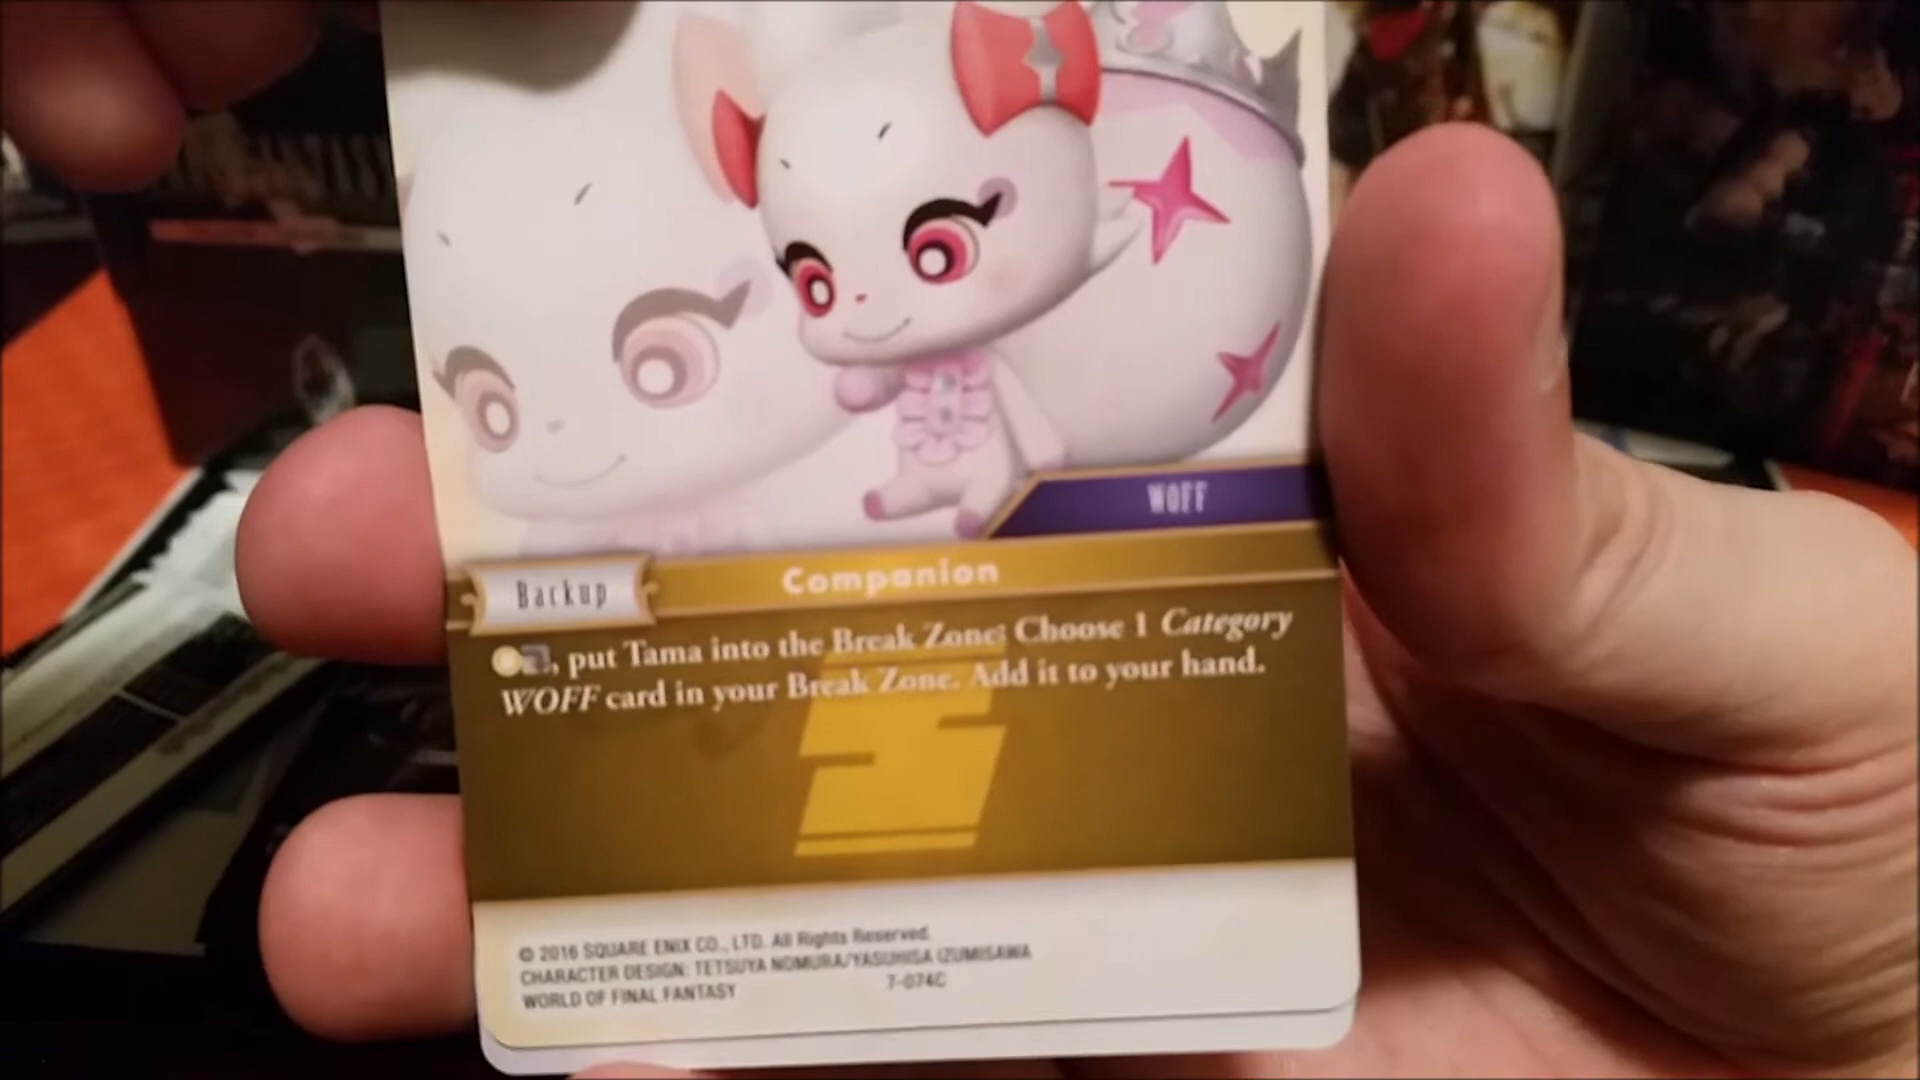 WOFF
Backup
Companion
, put Tama into the Break Zone: Choose 1 Category
WOFF card in your Break Zone. Add it to your hand.
© 2016 SQUARE ENIX CO., LTD. All Rights Reserved.
CHARACTER DESIGN: TETSUYA NOMURA/YASUHISA IZUMISAWA
WORLD OF FINAL FANTASY 7-074C